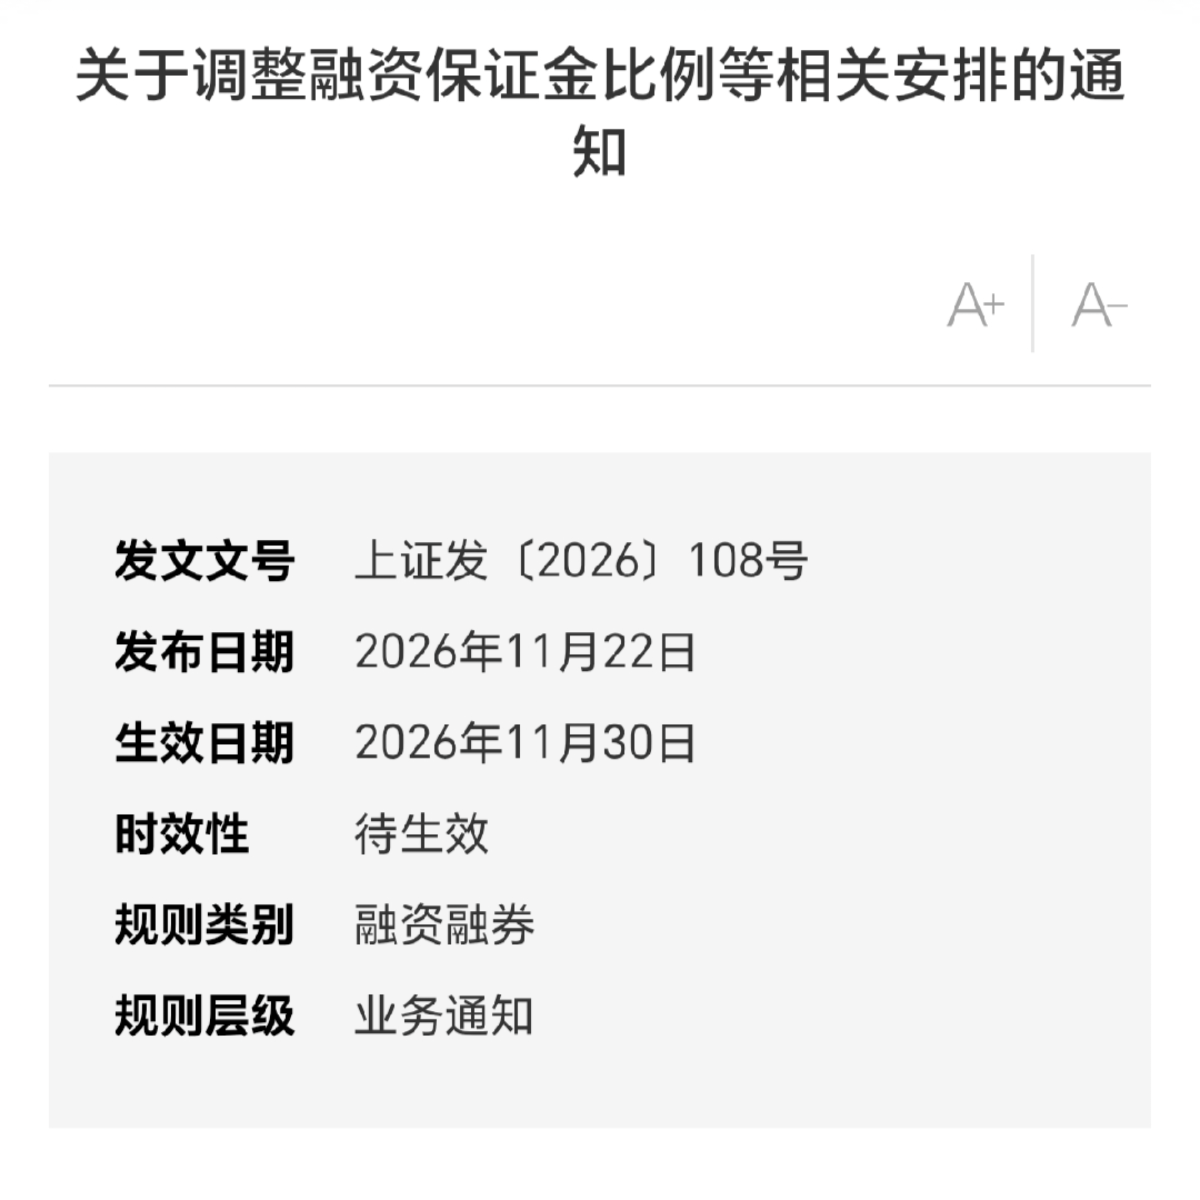 关于调整融资保证金比例等相关安排的通
知
A+ A-
发文文号 上证发〔2026〕108号
发布日期 2026年11月22日
生效日期 2026年11月30日
时效性 待生效
规则类别 融资融券
规则层级 业务通知